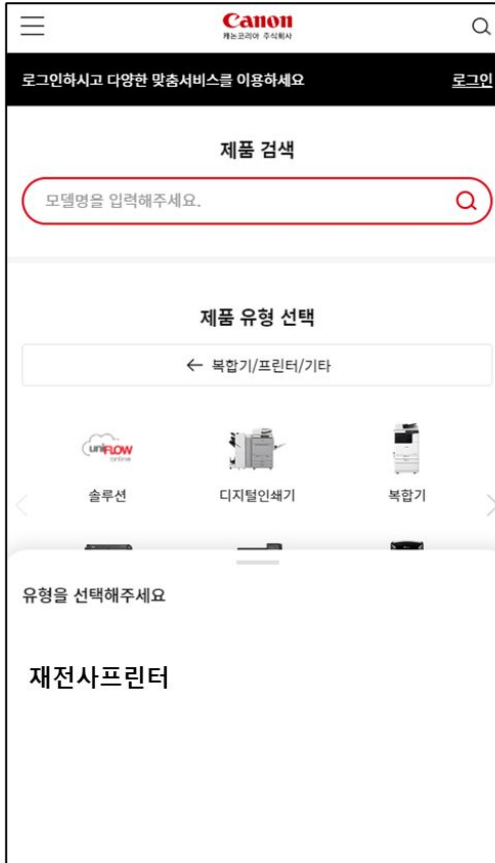 Canon
캐논코리아 주식회사
로그인하시고 다양한 맞춤서비스를 이용하세요 로그인
제품 검색
모델명을 입력해주세요.
제품 유형 선택
← 복합기/프린터/기타
uniFLOW
online
솔루션 디지털인쇄기 복합기
유형을 선택해주세요
재전사프린터